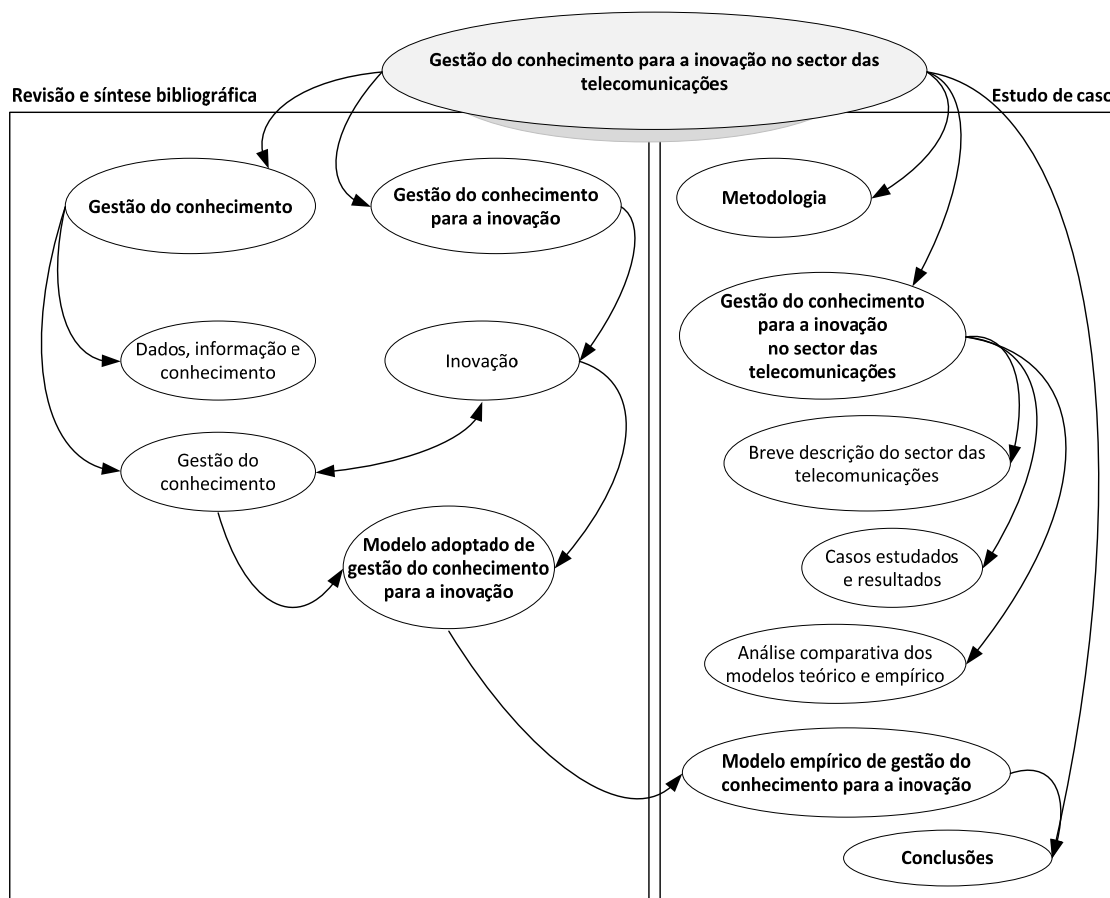 Gestão do conhecimento para a inovação no sector das
telecomunicações
Revisão e síntese bibliográfica
Estudo de caso
Gestão do conhecimento
Gestão do conhecimento
para a inovação
Dados, informação e
conhecimento
Inovação
Gestão do
conhecimento
Modelo adoptado de
gestão do conhecimento
para a inovação
Metodologia
Gestão do conhecimento
para a inovação
no sector das
telecomunicações
Breve descrição do sector das
telecomunicações
Casos estudados
e resultados
Análise comparativa dos
modelos teórico e empírico
Modelo empírico de gestão do
conhecimento para a inovação
Conclusões